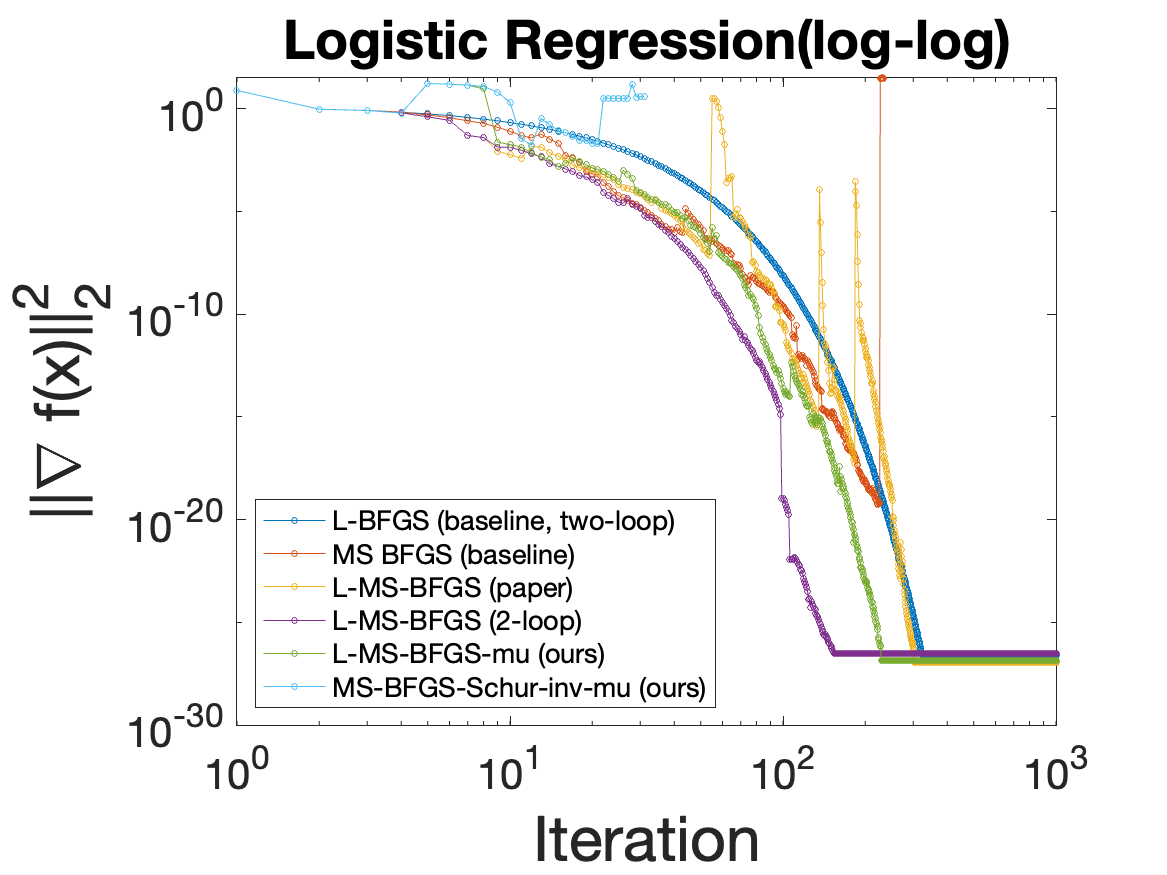 Logistic Regression(log-log)
10^0
10^-10
10^-20
10^-30
||∇ f(x)||_2^2
L-BFGS (baseline, two-loop)
MS BFGS (baseline)
L-MS-BFGS (paper)
L-MS-BFGS (2-loop)
L-MS-BFGS-mu (ours)
MS-BFGS-Schur-inv-mu (ours)
10^0 10^1 10^2 10^3
Iteration